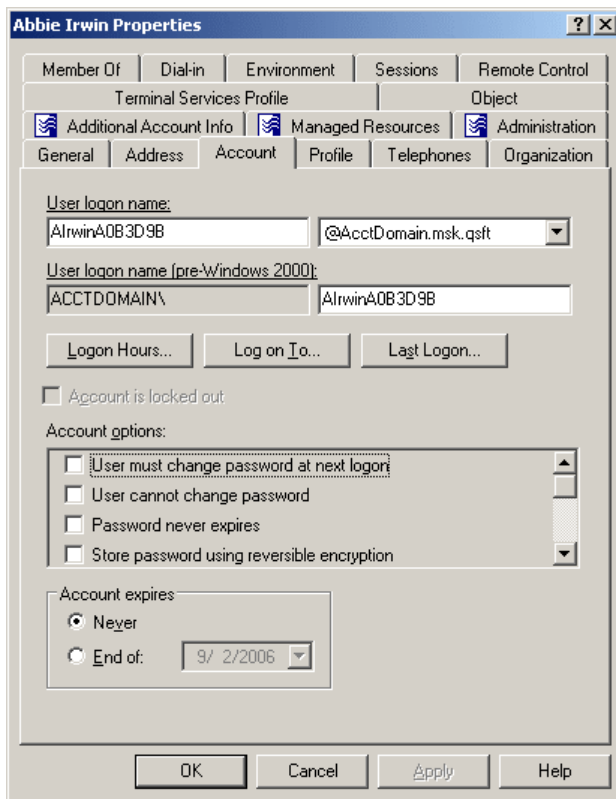 Abbie Irwin Properties
Member Of Dial-in Environment Sessions Remote Control
Terminal Services Profile Object
Additional Account Info Managed Resources Administration
General Address Account Profile Telephones Organization
User logon name:
AIrwinA0B3D9B @AcctDomain.msk.qsft
User logon name (pre-Windows 2000):
ACCTDOMAIN\ AIrwinA0B3D9B
Logon Hours... Log on To... Last Logon...
Account is locked out
Account options:
User must change password at next logon
User cannot change password
Password never expires
Store password using reversible encryption
Account expires
Never
End of: 9/ 2/2006
OK Cancel Apply Help